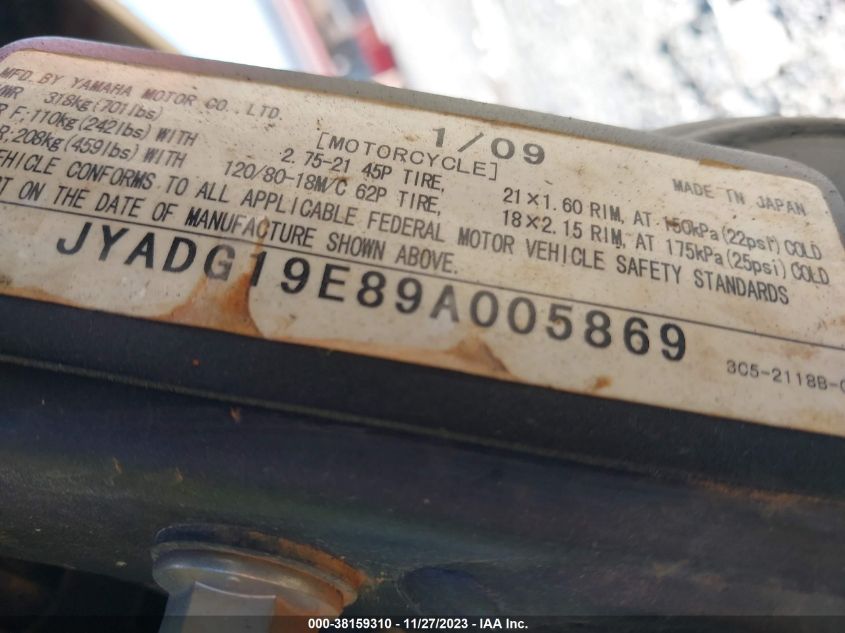 MFD. BY YAMAHA MOTOR CO., LTD.
318kg(701lbs) 1/09
F; 110kg(242lbs) WITH [MOTORCYCLE] MADE IN JAPAN
208kg(459lbs) WITH 2. 75-21 45P TIRE, 21×1. 60 RIM, AT 150kPa(22psi) COLD
120/80-18M/C 62P TIRE, 18×2. 15 RIM, AT 175kPa(25psi) COLD
VEHICLE CONFORMS TO ALL APPLICABLE FEDERAL MOTOR VEHICLE SAFETY STANDARDS
ON THE DATE OF MANUFACTURE SHOWN ABOVE.
JYADG19E89A005869
3C5-2118B-
000-38159310 - 11/27/2023 - IAA Inc.